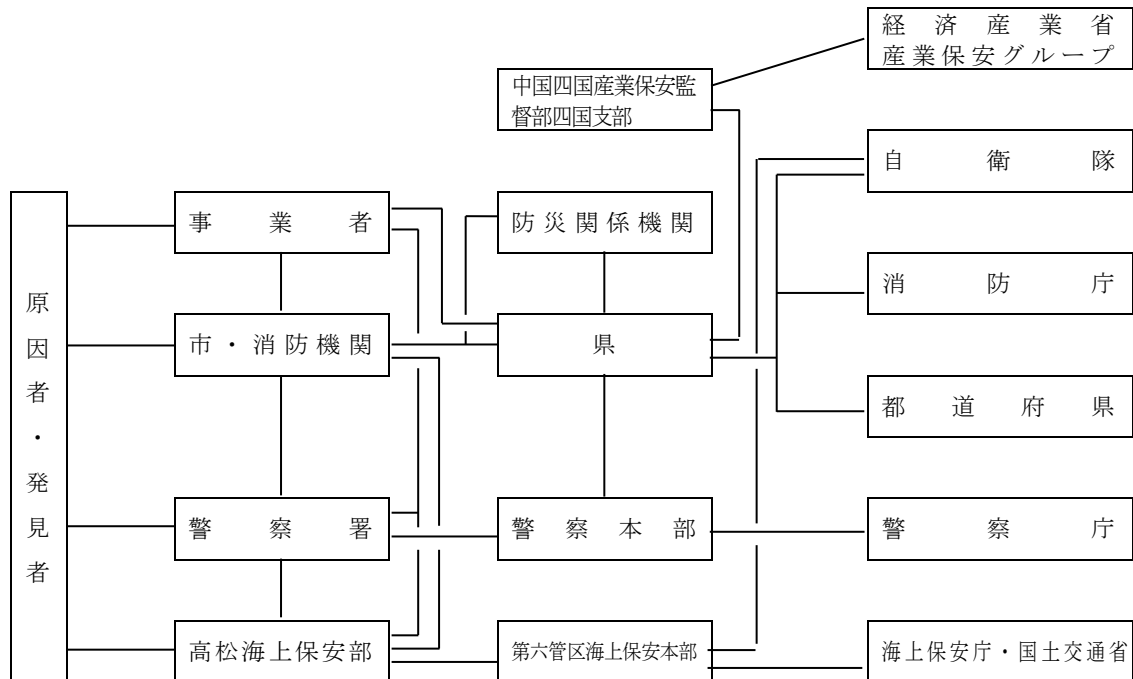 経済産業省
産業保安グループ
中国四国産業保安監
督部四国支部
自衛隊
事業者
防災関係機関
消防庁
原因者・発見者
市・消防機関
県
都道府県
警察署
警察本部
警察庁
高松海上保安部
第六管区海上保安本部
海上保安庁・国土交通省